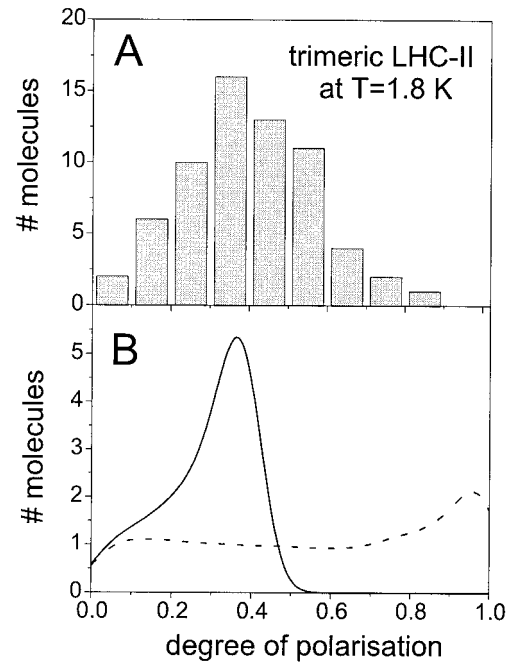 20
A
trimeric LHC-II
at T=1.8 K
15
10
5
0
# molecules
B
5
4
3
2
1
0
# molecules
0.0 0.2 0.4 0.6 0.8 1.0
degree of polarisation